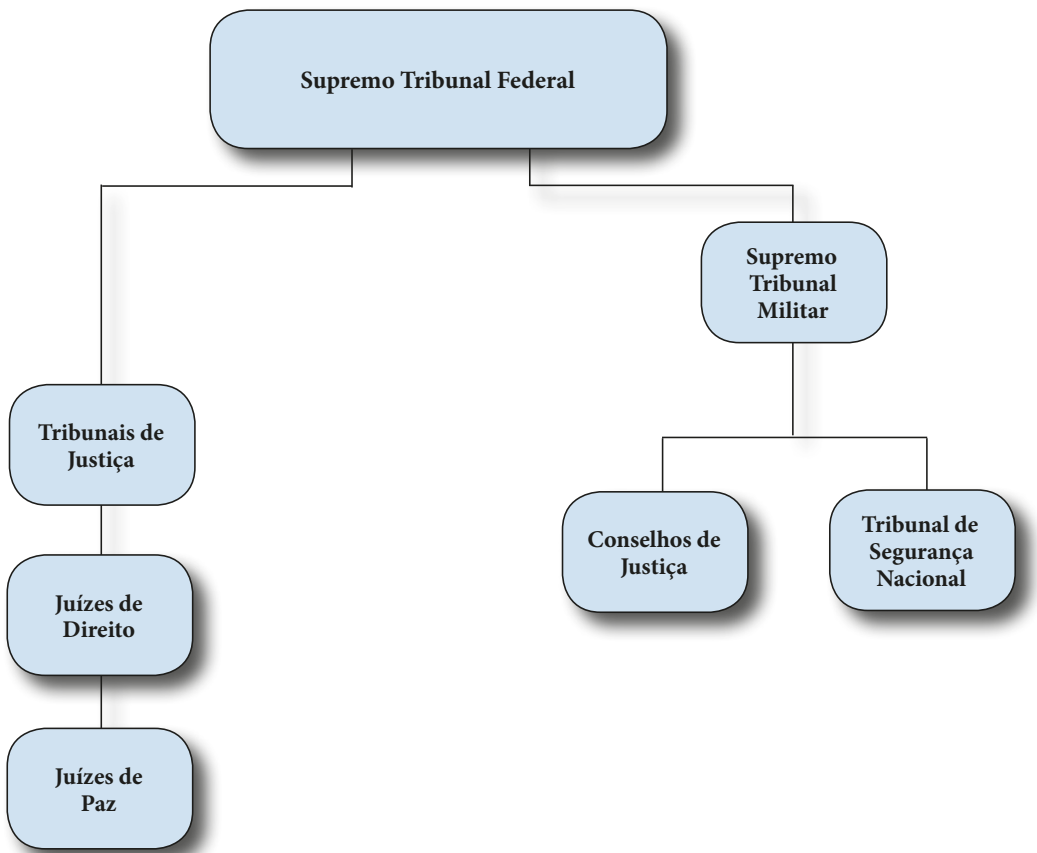 Supremo Tribunal Federal
Supremo
Tribunal
Militar
Tribunais de
Justiça
Conselhos de
Justiça
Tribunal de
Segurança
Nacional
Juízes de
Direito
Juízes de
Paz